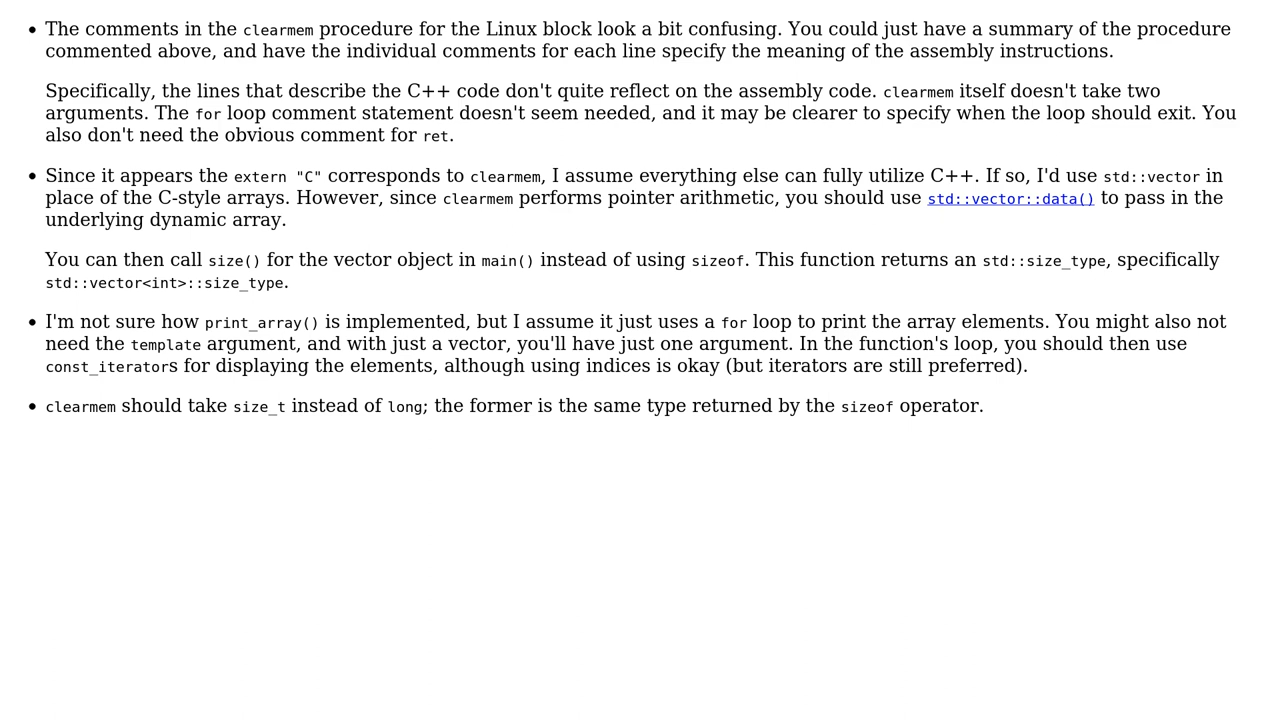 • The comments in the clearmem procedure for the Linux block look a bit confusing. You could just have a summary of the procedure
commented above, and have the individual comments for each line specify the meaning of the assembly instructions.
Specifically, the lines that describe the C++ code don't quite reflect on the assembly code. clearmem itself doesn't take two
arguments. The for loop comment statement doesn't seem needed, and it may be clearer to specify when the loop should exit. You
also don't need the obvious comment for ret.
• Since it appears the extern "C" corresponds to clearmem, I assume everything else can fully utilize C++. If so, I'd use std::vector in
place of the C-style arrays. However, since clearmem performs pointer arithmetic, you should use std::vector::data() to pass in the
underlying dynamic array.
You can then call size() for the vector object in main() instead of using sizeof. This function returns an std::size_type, specifically
std::vector<int>::size_type.
• I'm not sure how print_array() is implemented, but I assume it just uses a for loop to print the array elements. You might also not
need the template argument, and with just a vector, you'll have just one argument. In the function's loop, you should then use
const_iterators for displaying the elements, although using indices is okay (but iterators are still preferred).
• clearmem should take size_t instead of long; the former is the same type returned by the sizeof operator.